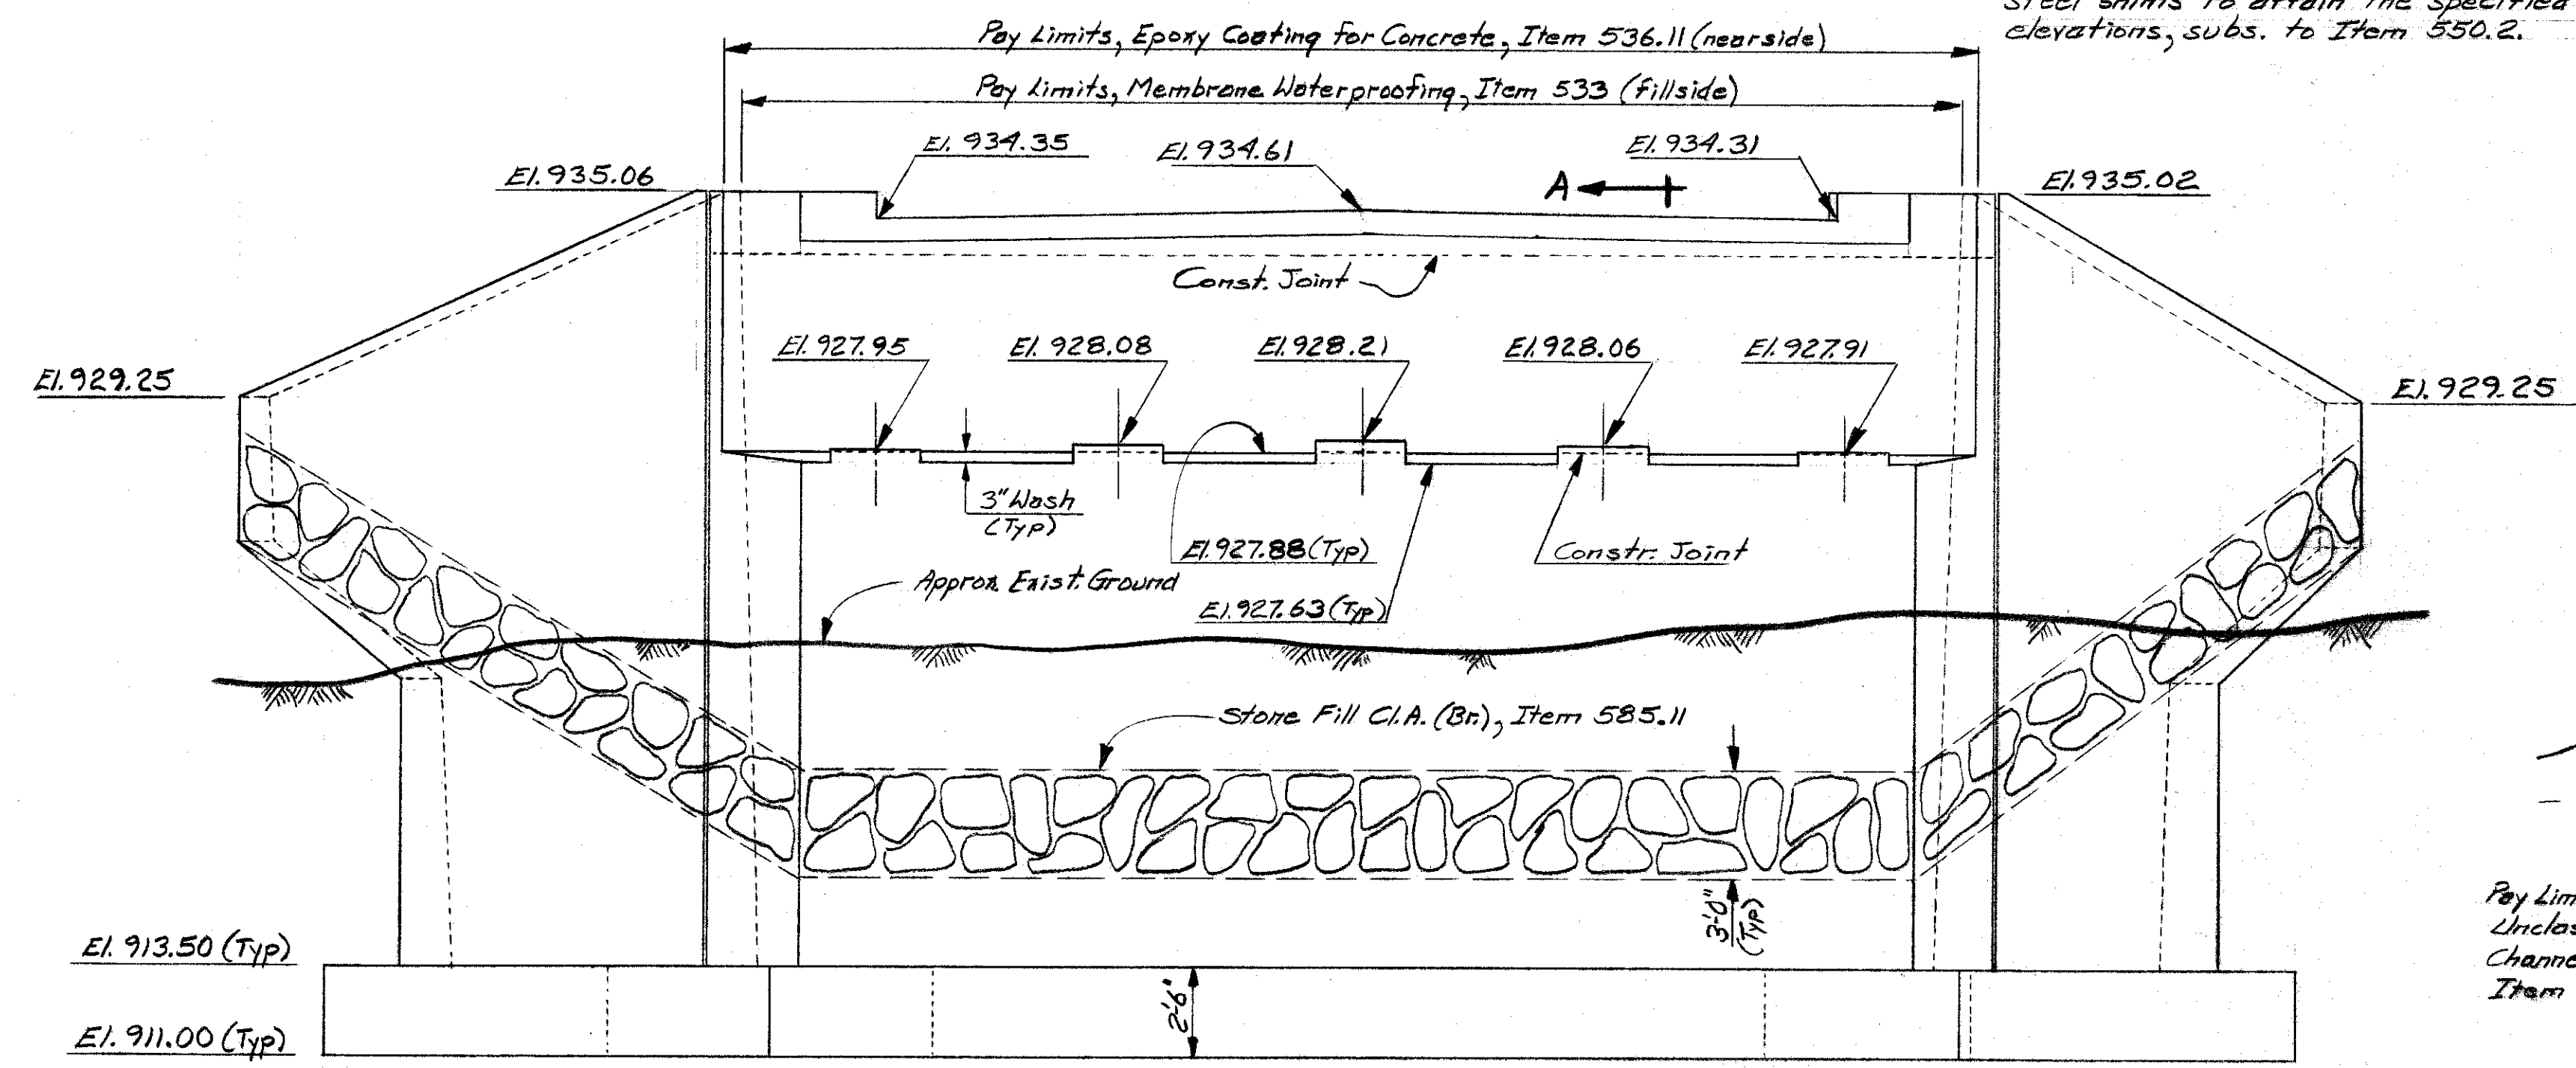 Steel shims to attain the specified
elevations, subs. to Item 550.2.
Pay Limits, Epoxy Coating for Concrete, Item 536.11 (nearside)
Pay Limits, Membrane Waterproofing, Item 533 (fillside)
El. 934.35
El. 934.61
El. 934.31
El. 935.06
A
El. 935.02
Const. Joint
El. 927.95
El. 928.08
El. 928.21
El. 928.06
El. 927.91
El. 929.25
El. 929.25
3" Wash
(Typ)
El. 927.88 (Typ)
Constr. Joint
Approx. Exist. Ground
El. 927.63 (Typ)
Stone Fill Cl.A. (Br.), Item 585.11
3'-0"
(Typ)
Pay Lim
Unclas
Channe
Item
El. 913.50 (Typ)
2'-6"
El. 911.00 (Typ)